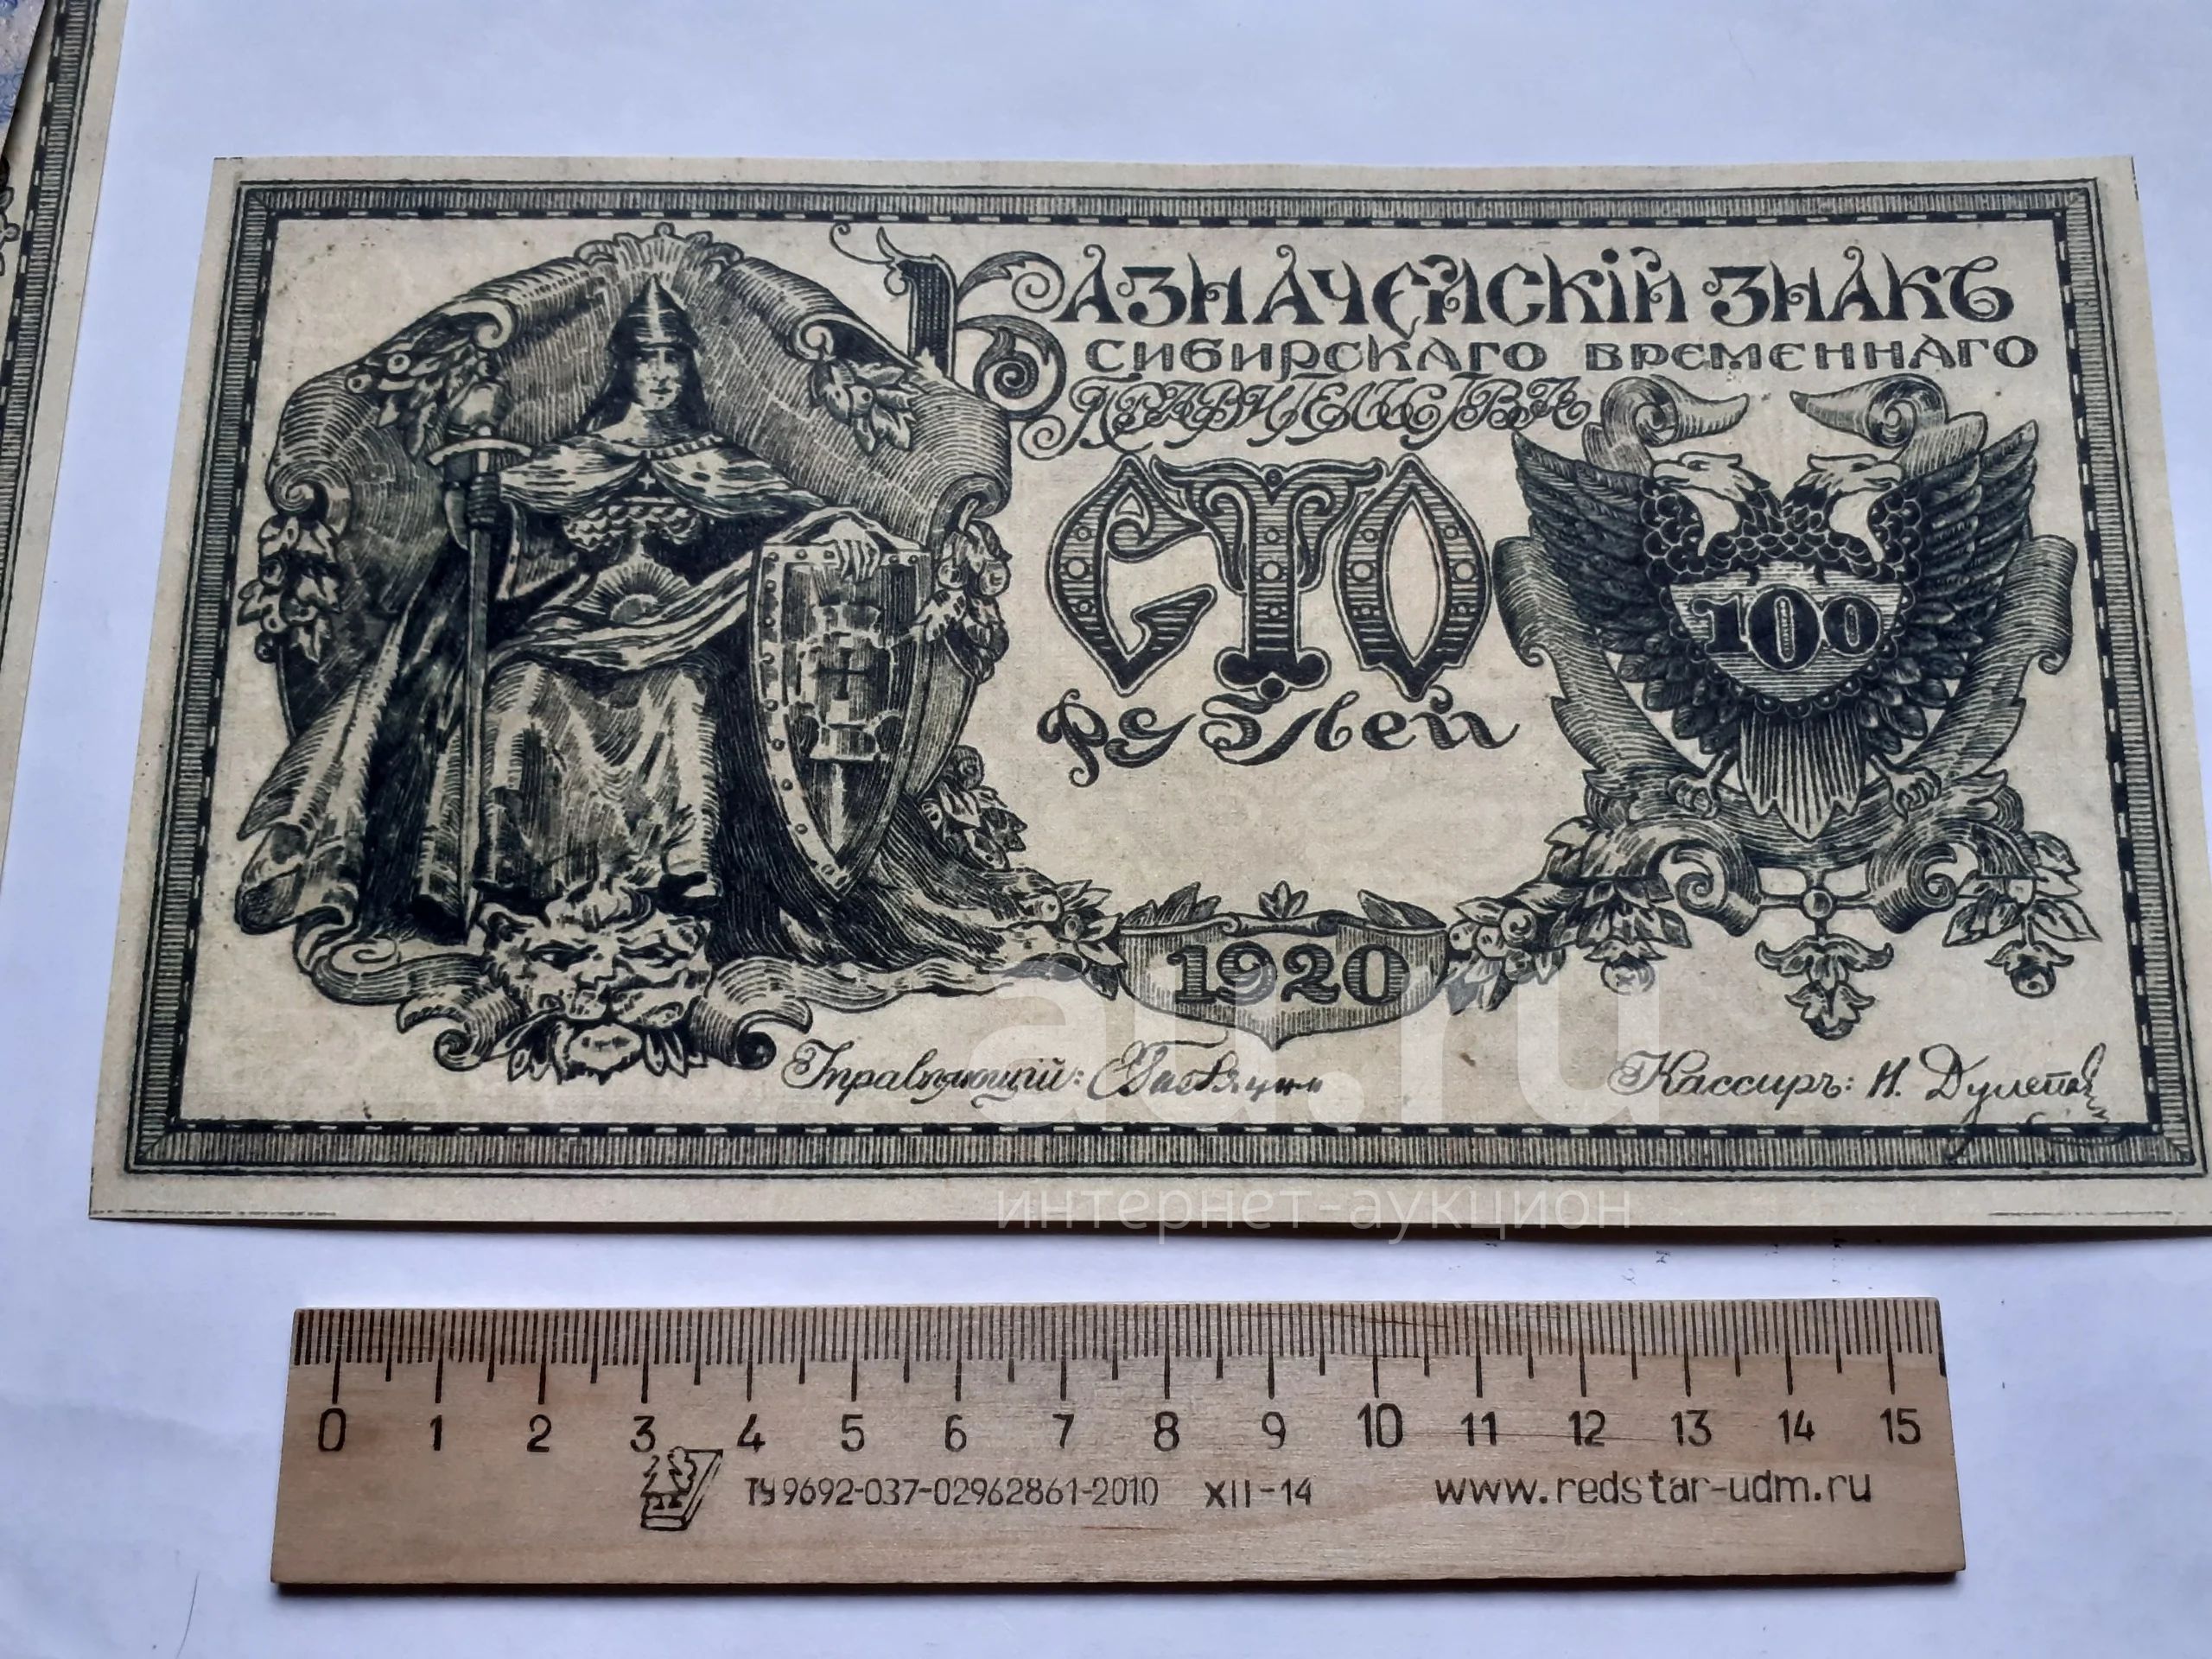 Казначейскій знакъ
Сибирскаго временнаго
правительства
Сто
рублей
100
1920
Управляющій:
Кассиръ: Н.
au.ru
интернет-аукцион
0 1 2 3 4 5 6 7 8 9 10 11 12 13 14 15
ТУ 9692-037-02962861-2010 XII-14 www.redstar-udm.ru